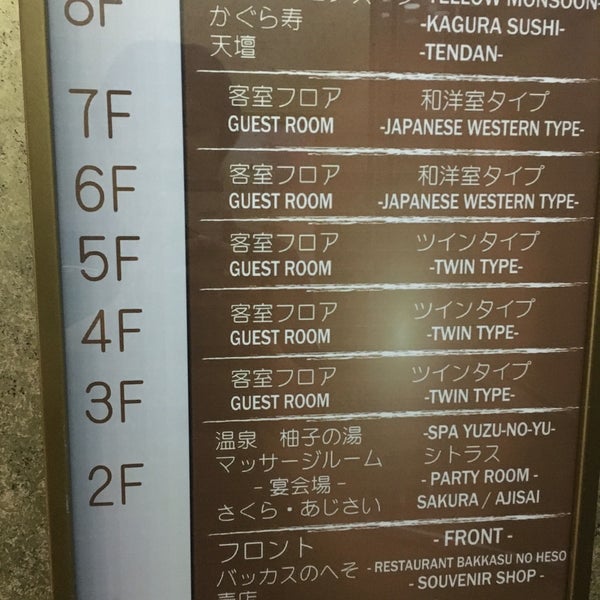 8F
-YELLOW MONSOON-
かぐら寿
-KAGURA SUSHI-
天壇
-TENDAN-
7F
客室フロア 和洋室タイプ
GUEST ROOM -JAPANESE WESTERN TYPE-
6F
客室フロア 和洋室タイプ
GUEST ROOM -JAPANESE WESTERN TYPE-
5F
客室フロア ツインタイプ
GUEST ROOM -TWIN TYPE-
4F
客室フロア ツインタイプ
GUEST ROOM -TWIN TYPE-
3F
客室フロア ツインタイプ
GUEST ROOM -TWIN TYPE-
2F
温泉 柚子の湯 -SPA YUZU-NO-YU-
マッサージルーム シトラス
-宴会場- - PARTY ROOM -
さくら・あじさい SAKURA / AJISAI
フロント - FRONT -
バッカスのへそ -RESTAURANT BAKKASU NO HESO
売店 - SOUVENIR SHOP -